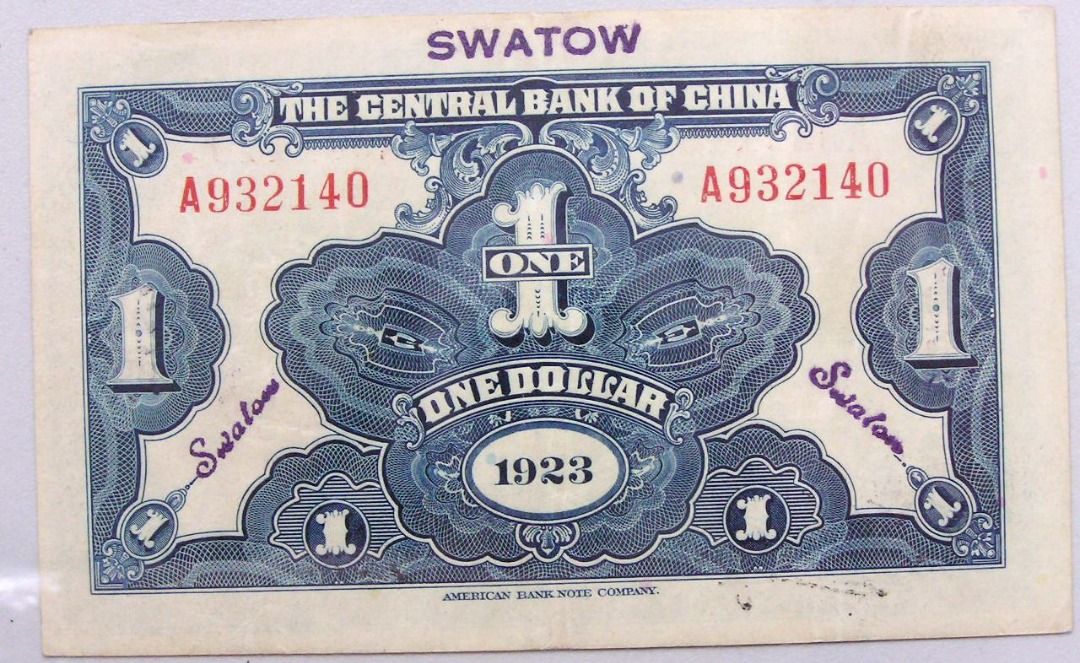 SWATOW
THE CENTRAL BANK OF CHINA
1 1
A932140 A932140
1
ONE
1 1
ONE DOLLAR
Swatow Swatow
1923
1 1 1 1
AMERICAN BANK NOTE COMPANY.